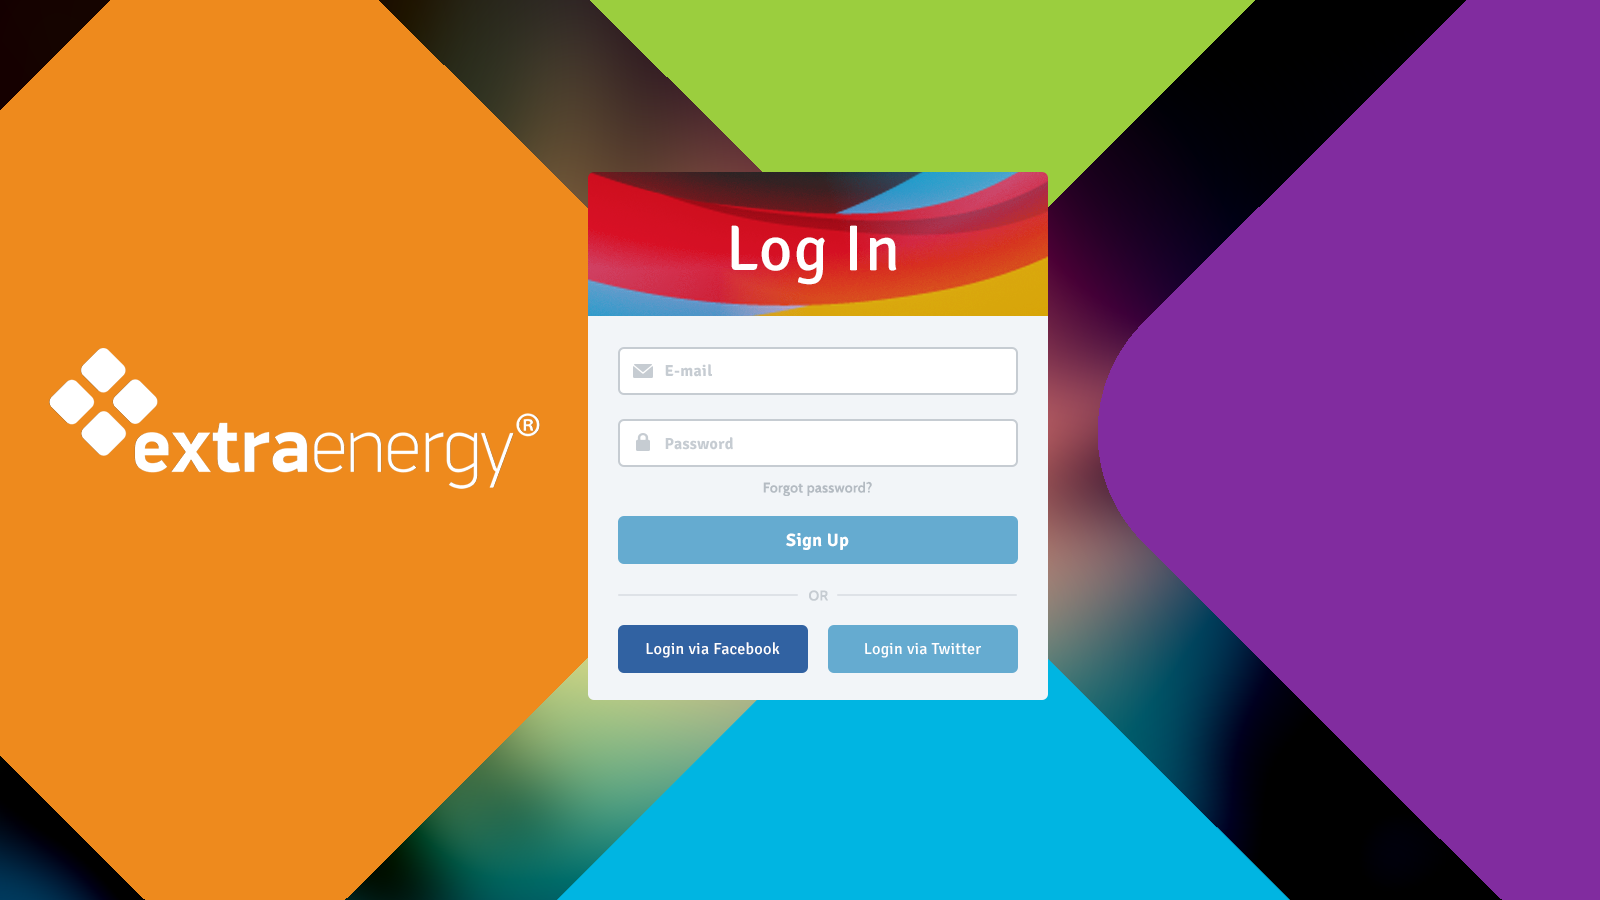 extraenergy®
Log In
E-mail
Password
Forgot password?
Sign Up
OR
Login via Facebook
Login via Twitter